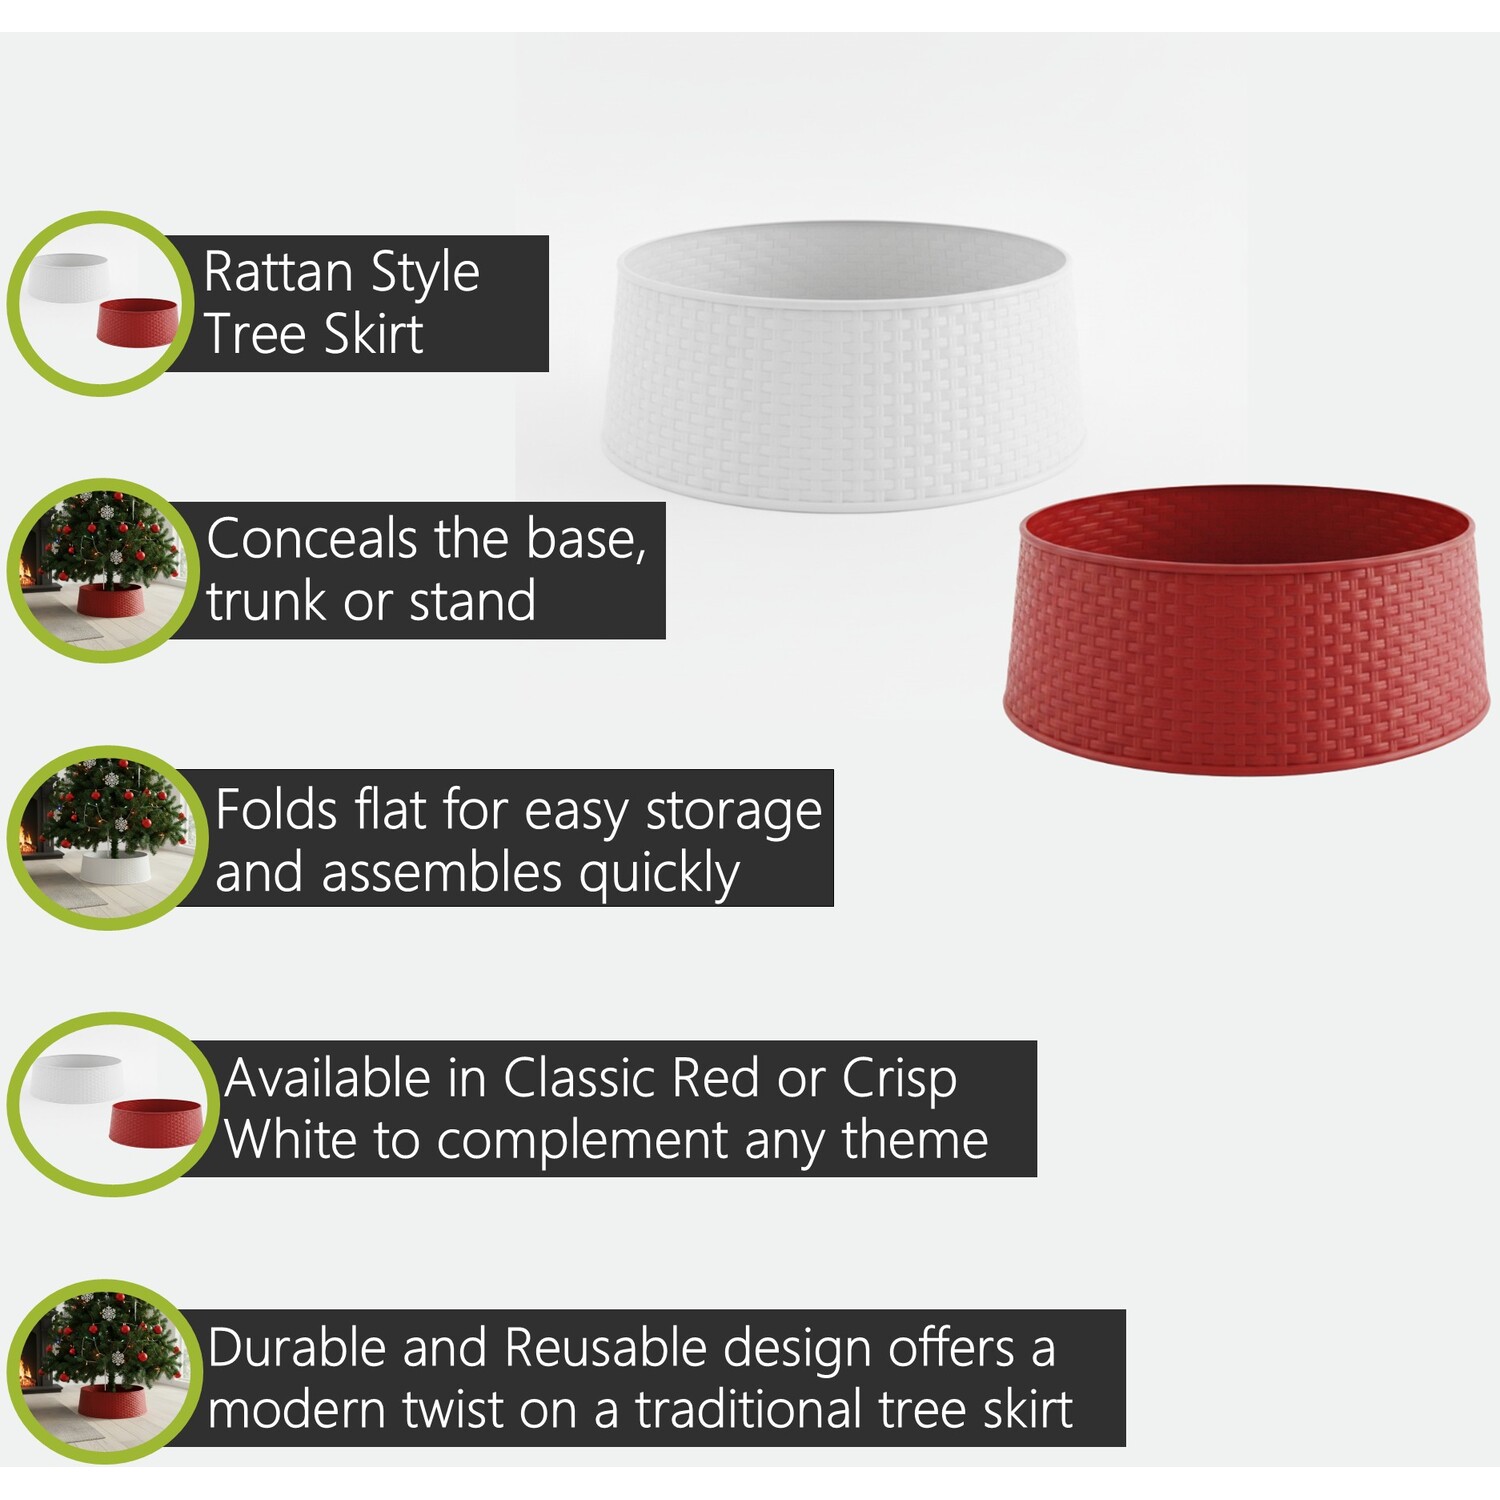 Rattan Style
Tree Skirt
Conceals the base,
trunk or stand
Folds flat for easy storage
and assembles quickly
Available in Classic Red or Crisp
White to complement any theme
Durable and Reusable design offers a
modern twist on a traditional tree skirt